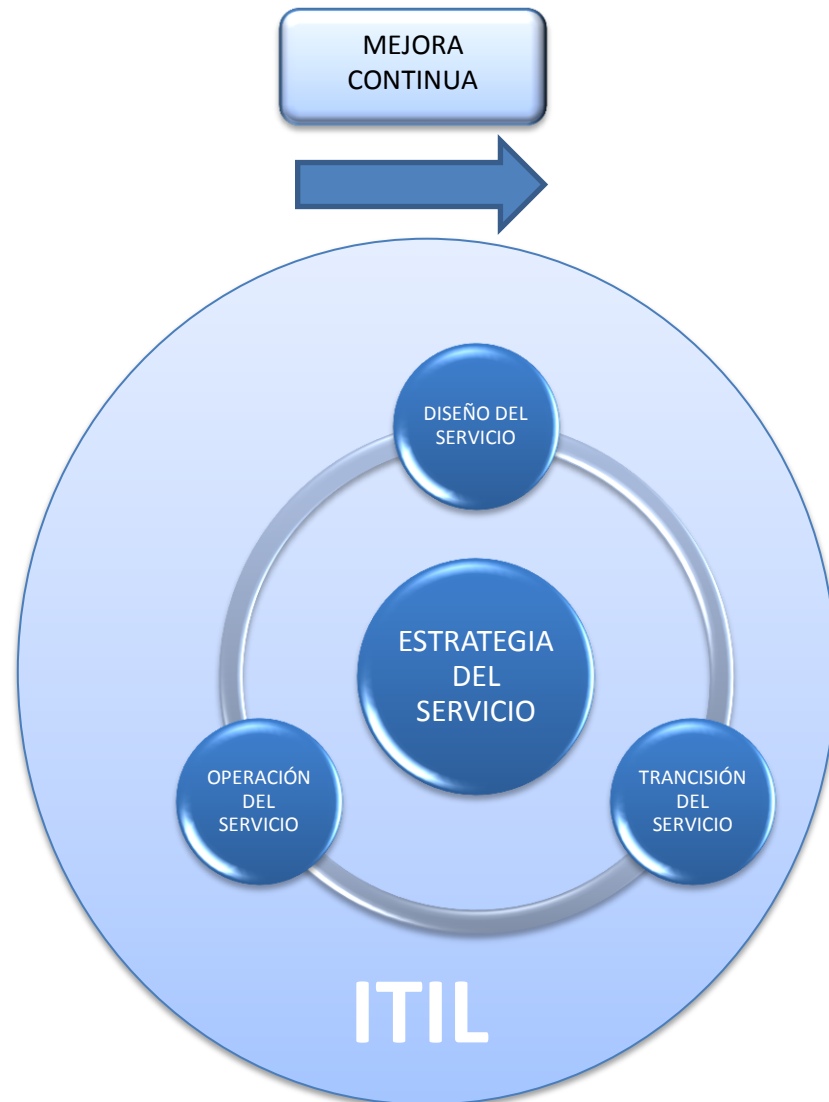 MEJORA
CONTINUA
DISEÑO DEL
SERVICIO
ESTRATEGIA
DEL
SERVICIO
OPERACIÓN
DEL
SERVICIO
TRANCISIÓN
DEL
SERVICIO
ITIL